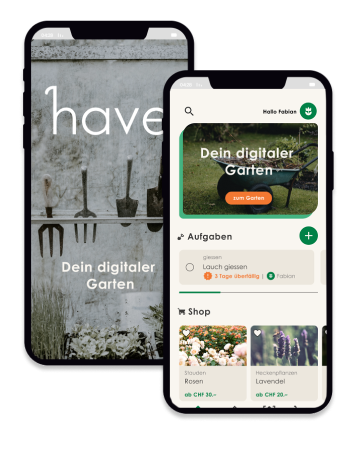 have
Dein digitaler
Garten
Hallo Fabian
Dein digitaler
Garten
zum Garten
Aufgaben
giessen
Lauch giessen
3 Tage überfällig |
Fabian
Shop
Stauden
Rosen
ab CHF 30.–
Heckenpflanzen
Lavendel
ab CHF 20.–